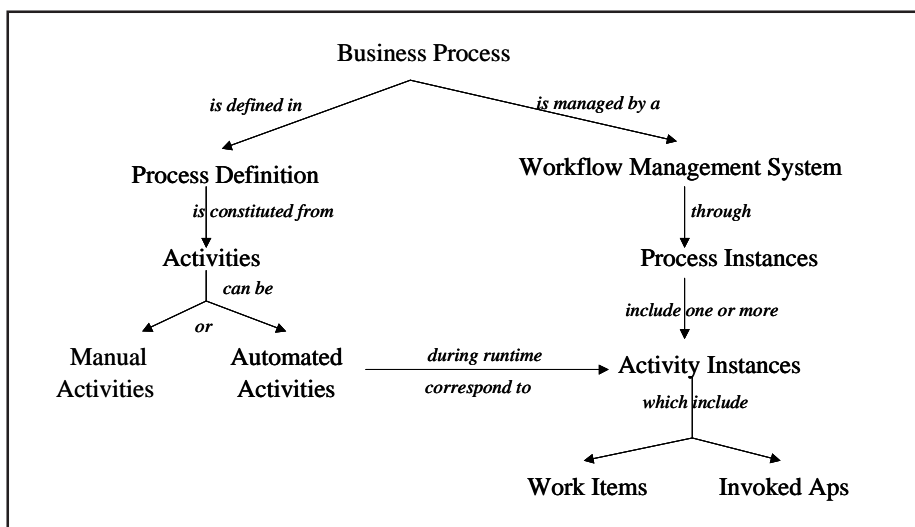 Business Process
is defined in
is managed by a
Process Definition
Workflow Management System
is constituted from
through
Activities
Process Instances
can be
include one or more
or
Manual
Activities
Automated
Activities
during runtime
correspond to
Activity Instances
which include
Work Items
Invoked Aps